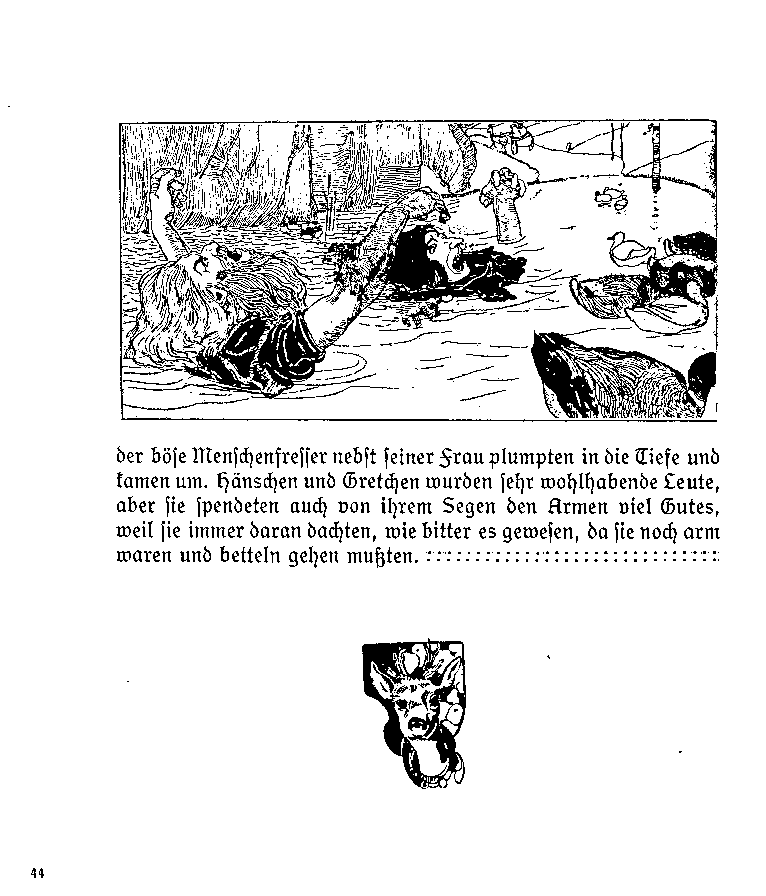 der böse Menschenfresser nebst seiner Frau plumpten in die Tiefe und
kamen um. Hänschen und Gretchen wurden sehr wohlhabende Leute,
aber sie spendeten auch von ihrem Segen den Armen viel Gutes,
weil sie immer daran dachten, wie bitter es gewesen, da sie noch arm
waren und betteln gehen mußten. :::::::::::::::::::::::::::::
44